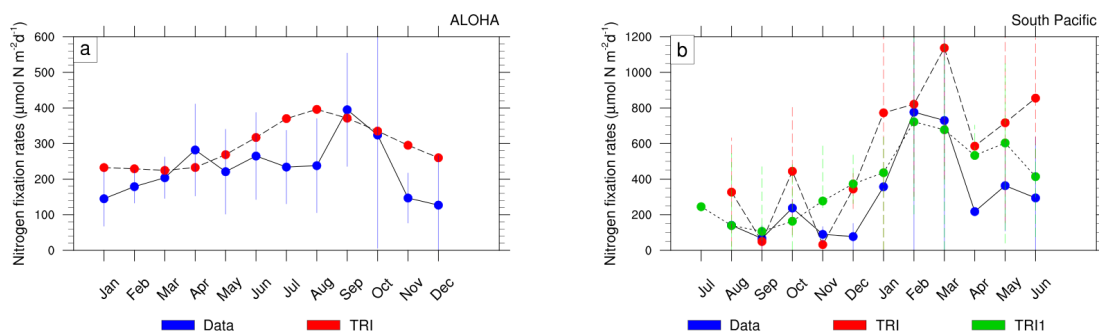 ALOHA
a
Nitrogen fixation rates (µmol N m⁻²d⁻¹)
600
500
400
300
200
100
0
Jan Feb Mar Apr May Jun Jul Aug Sep Oct Nov Dec
Data TRI
South Pacific
b
Nitrogen fixation rates (µmol N m⁻²d⁻¹)
1200
1000
800
600
400
200
0
Jul Aug Sep Oct Nov Dec Jan Feb Mar Apr May Jun
Data TRI TRI1